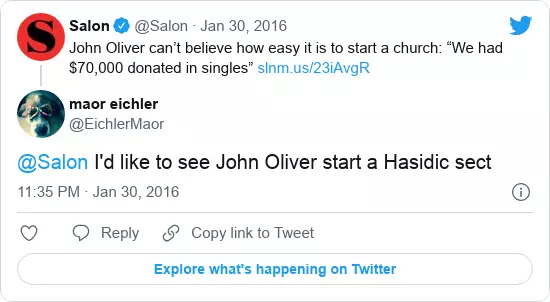 Salon @Salon · Jan 30, 2016
John Oliver can’t believe how easy it is to start a church: “We had
$70,000 donated in singles” slnm.us/23iAvgR
maor eichler
@EichlerMaor
@Salon I'd like to see John Oliver start a Hasidic sect
11:35 PM · Jan 30, 2016
Reply Copy link to Tweet
Explore what's happening on Twitter